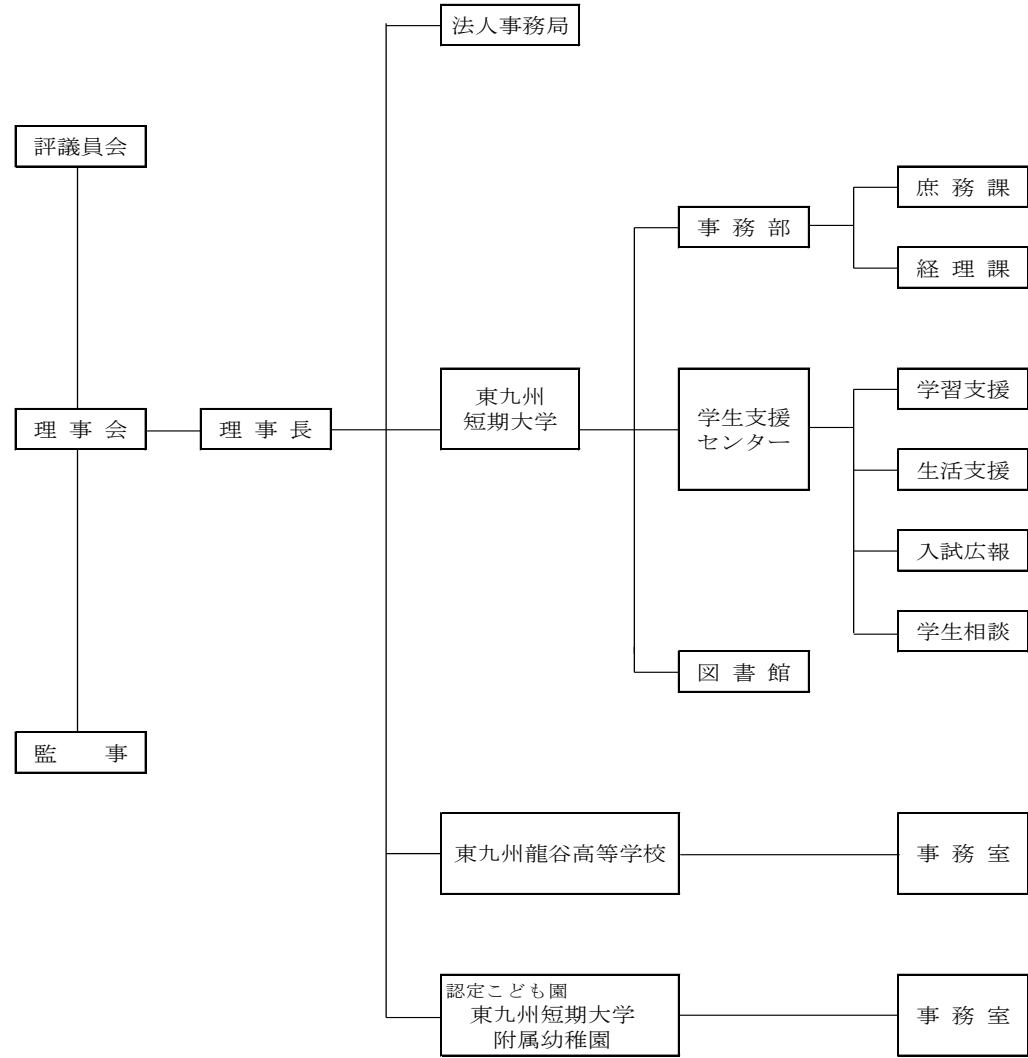 法人事務局
評議員会
庶務課
事務部
経理課
東九州
短期大学
学生支援
センター
学習支援
理事会
理事長
生活支援
入試広報
学生相談
図書館
監事
東九州龍谷高等学校
事務室
認定こども園
東九州短期大学
附属幼稚園
事務室